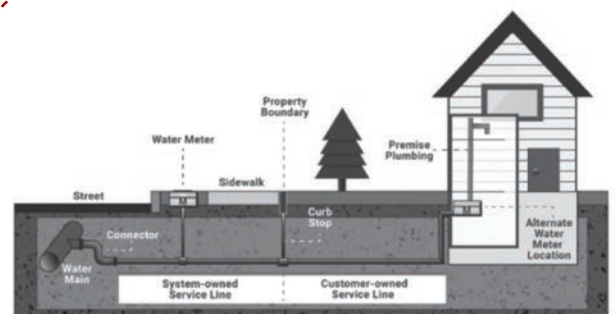 Property
Boundary
Water Meter
Premise
Plumbing
Sidewalk
Street
M
M
Curb
Stop
Connector
Alternate
Water
Meter
Location
Water
Main
System-owned
Service Line
Customer-owned
Service Line